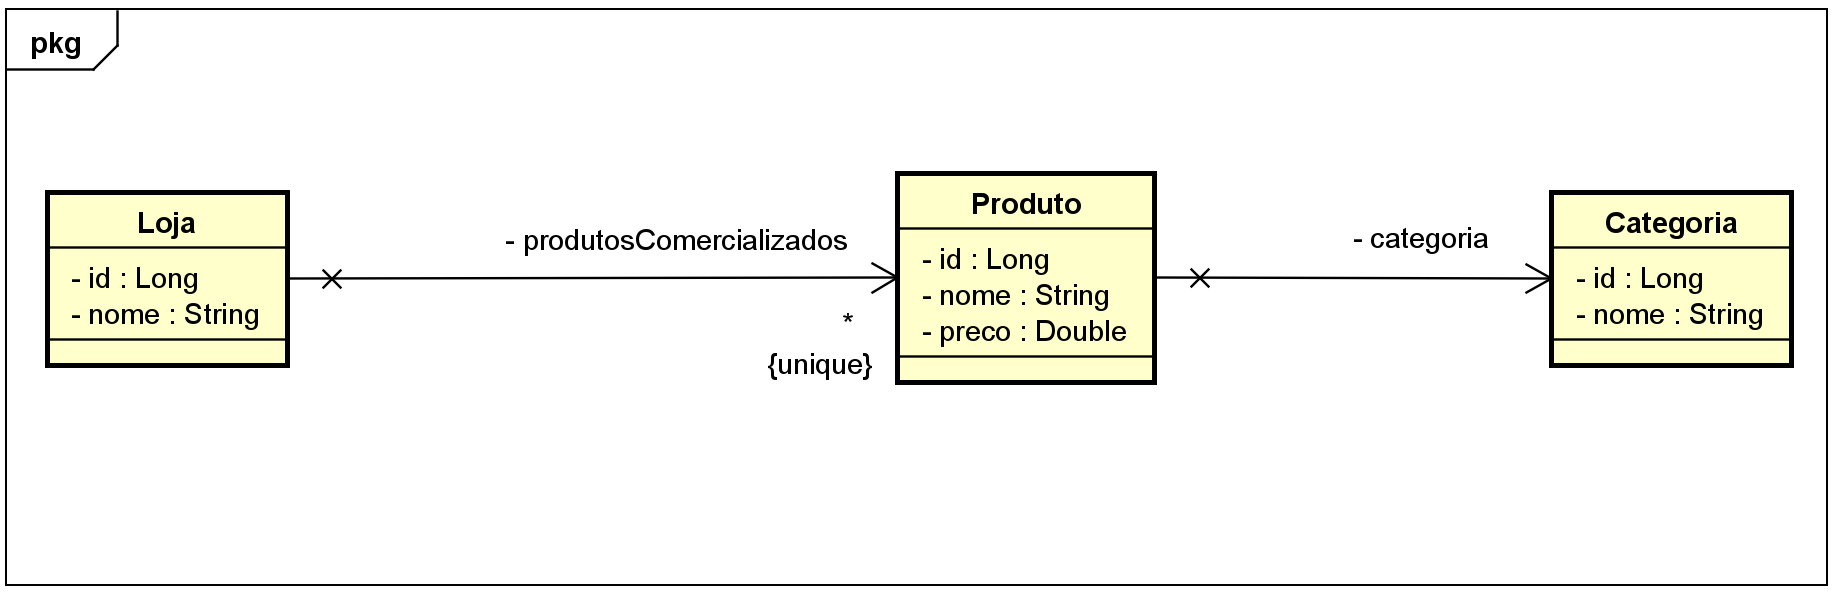 pkg
Loja
- id : Long
- nome : String
- produtosComercializados
*
{unique}
Produto
- id : Long
- nome : String
- preco : Double
- categoria
Categoria
- id : Long
- nome : String